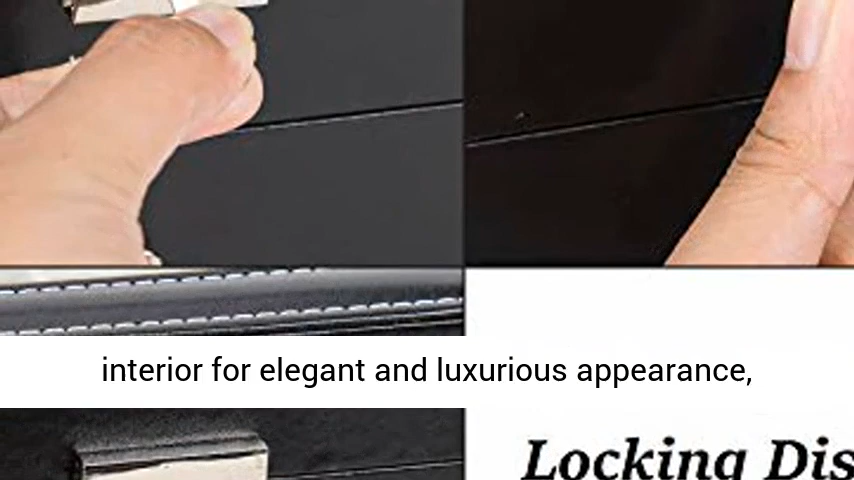 interior for elegant and luxurious appearance,
Locking Dis